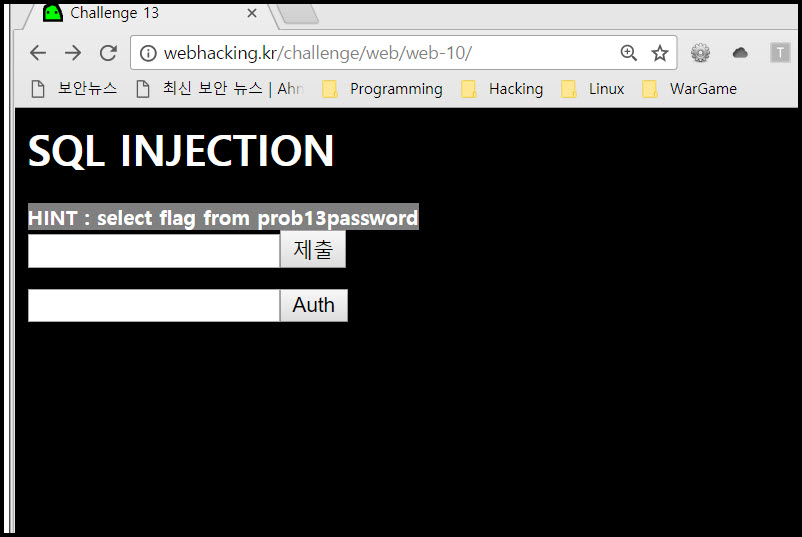 Challenge 13
webhacking.kr/challenge/web/web-10/
보안뉴스 최신 보안 뉴스 | Ahn Programming Hacking Linux WarGame
SQL INJECTION
HINT : select flag from prob13password
제출
Auth